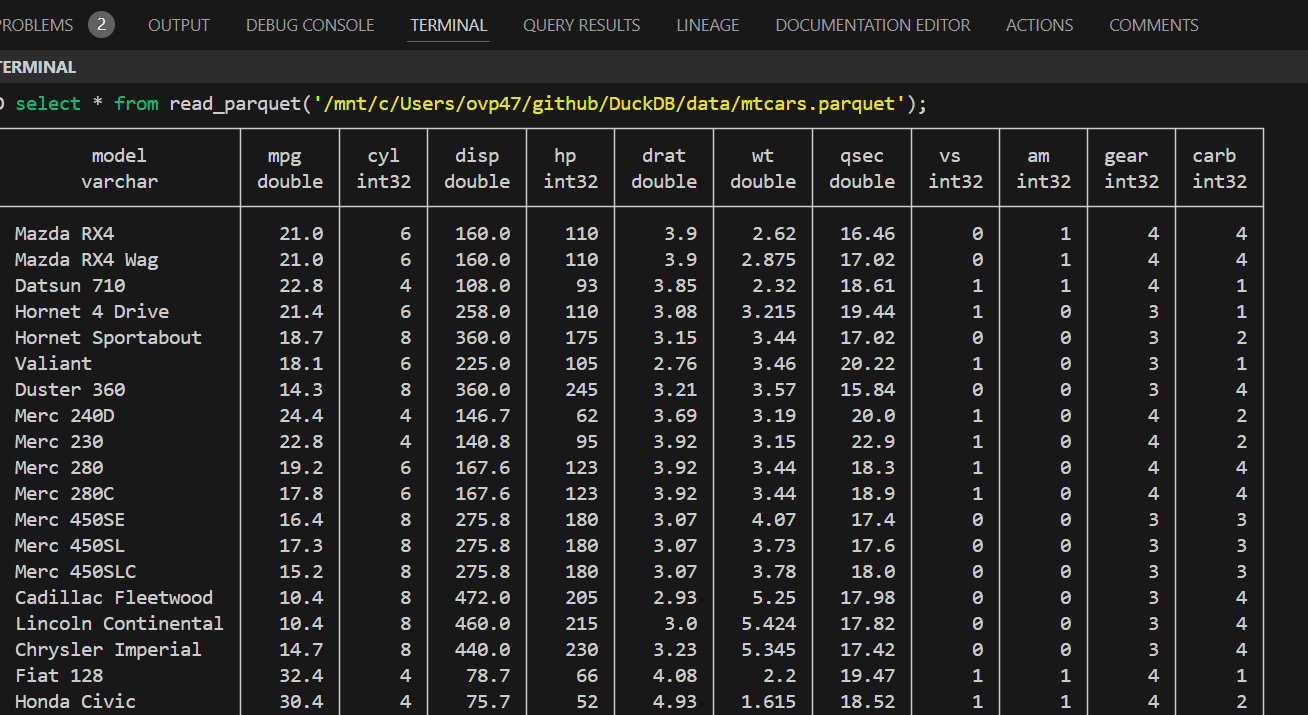 PROBLEMS 2 OUTPUT DEBUG CONSOLE TERMINAL QUERY RESULTS LINEAGE DOCUMENTATION EDITOR ACTIONS COMMENTS
TERMINAL
D select * from read_parquet('/mnt/c/Users/ovp47/github/DuckDB/data/mtcars.parquet');
model mpg cyl disp hp drat wt qsec vs am gear carb
varchar double int32 double int32 double double double int32 int32 int32 int32
Mazda RX4 21.0 6 160.0 110 3.9 2.62 16.46 0 1 4 4
Mazda RX4 Wag 21.0 6 160.0 110 3.9 2.875 17.02 0 1 4 4
Datsun 710 22.8 4 108.0 93 3.85 2.32 18.61 1 1 4 1
Hornet 4 Drive 21.4 6 258.0 110 3.08 3.215 19.44 1 0 3 1
Hornet Sportabout 18.7 8 360.0 175 3.15 3.44 17.02 0 0 3 2
Valiant 18.1 6 225.0 105 2.76 3.46 20.22 1 0 3 1
Duster 360 14.3 8 360.0 245 3.21 3.57 15.84 0 0 3 4
Merc 240D 24.4 4 146.7 62 3.69 3.19 20.0 1 0 4 2
Merc 230 22.8 4 140.8 95 3.92 3.15 22.9 1 0 4 2
Merc 280 19.2 6 167.6 123 3.92 3.44 18.3 1 0 4 4
Merc 280C 17.8 6 167.6 123 3.92 3.44 18.9 1 0 4 4
Merc 450SE 16.4 8 275.8 180 3.07 4.07 17.4 0 0 3 3
Merc 450SL 17.3 8 275.8 180 3.07 3.73 17.6 0 0 3 3
Merc 450SLC 15.2 8 275.8 180 3.07 3.78 18.0 0 0 3 3
Cadillac Fleetwood 10.4 8 472.0 205 2.93 5.25 17.98 0 0 3 4
Lincoln Continental 10.4 8 460.0 215 3.0 5.424 17.82 0 0 3 4
Chrysler Imperial 14.7 8 440.0 230 3.23 5.345 17.42 0 0 3 4
Fiat 128 32.4 4 78.7 66 4.08 2.2 19.47 1 1 4 1
Honda Civic 30.4 4 75.7 52 4.93 1.615 18.52 1 1 4 2